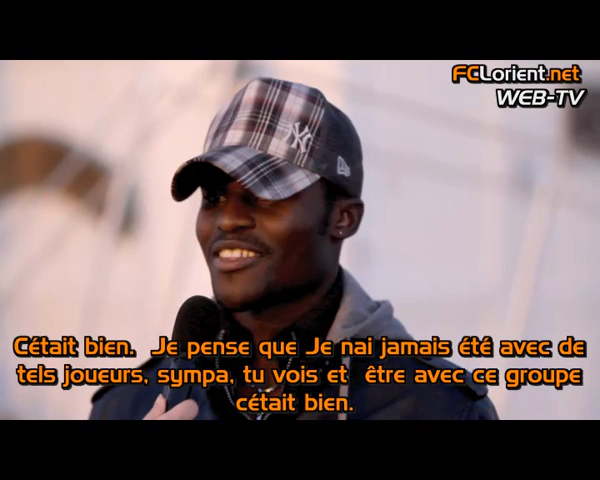 FCLorient.net
WEB-TV
NY
Cétait bien. Je pense que Je nai jamais été avec de
tels joueurs, sympa, tu vois et être avec ce groupe
cétait bien.